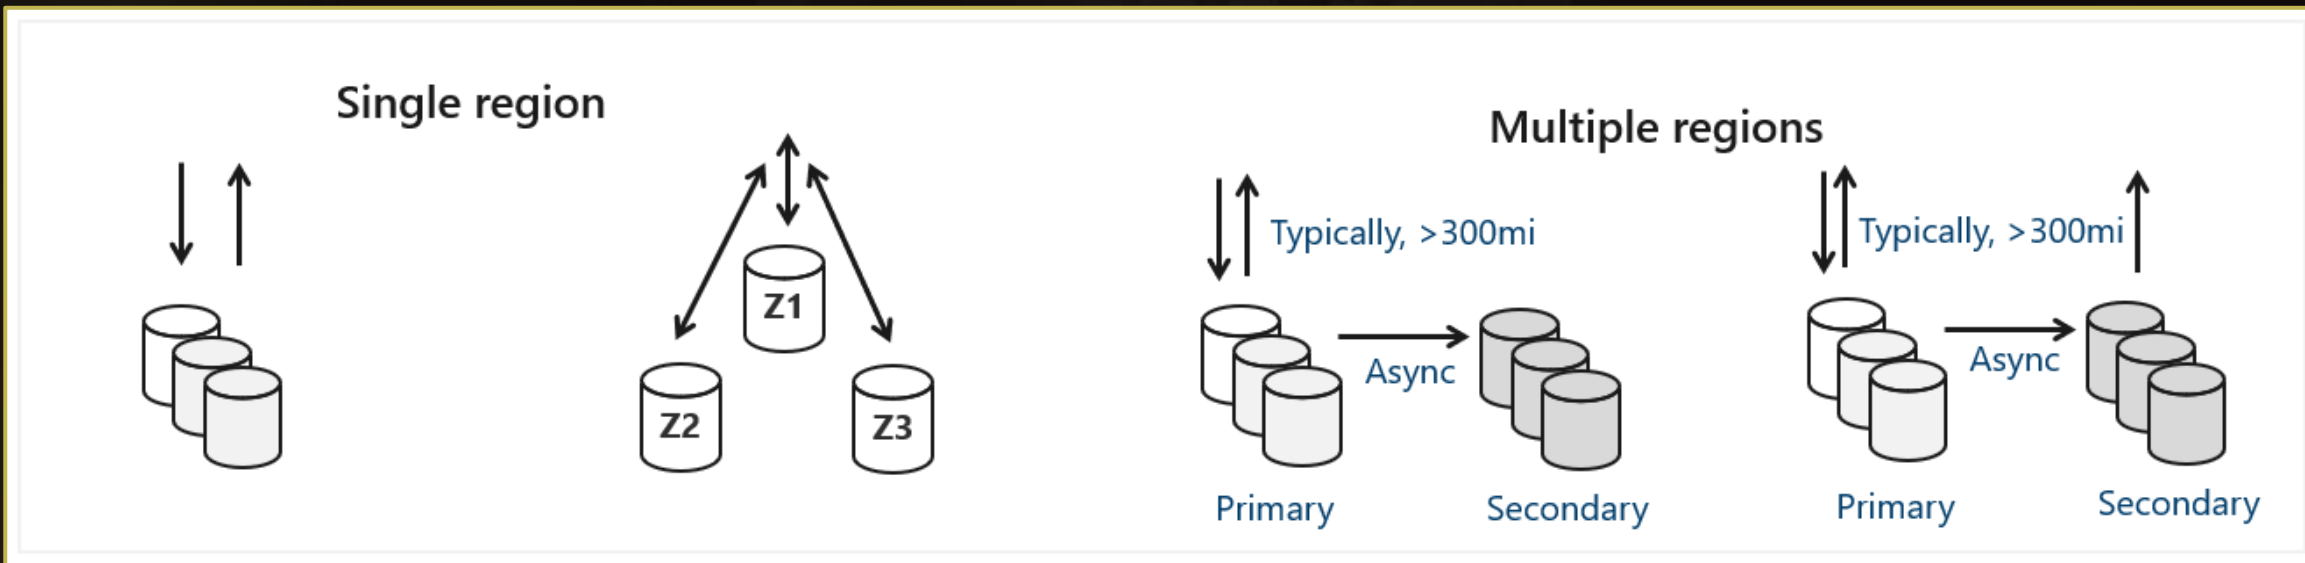 Single region
Z1
Z2
Z3
Multiple regions
Typically, >300mi
Async
Primary
Secondary
Typically, >300mi
Async
Primary
Secondary